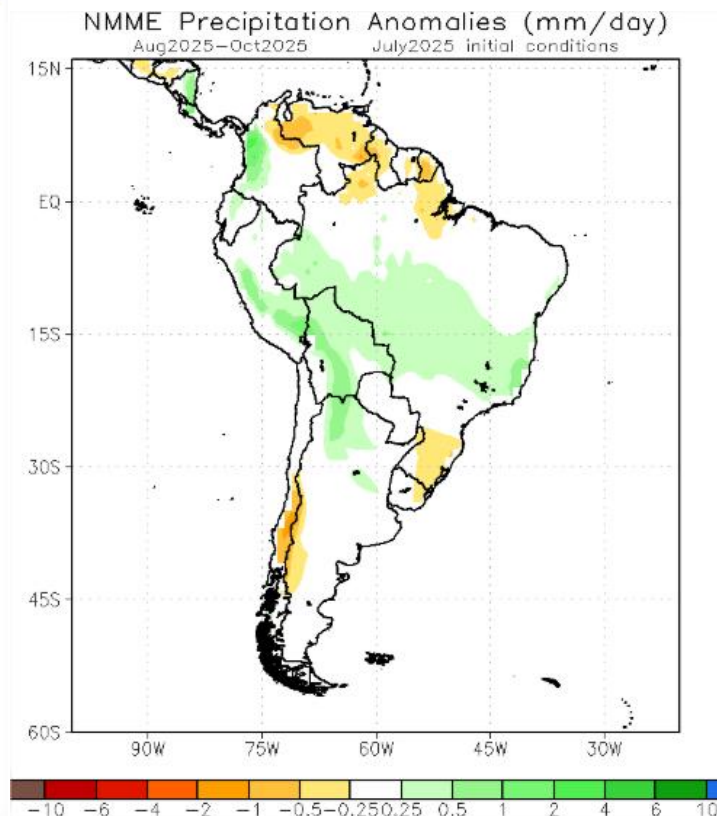 NMME Precipitation Anomalies (mm/day)
Aug2025-Oct2025 July2025 initial conditions
15N
EQ
15S
30S
45S
60S
90W 75W 60W 45W 30W
-10 -6 -4 -2 -1 -0.5 -0.25 0.25 0.5 1 2 4 6 10